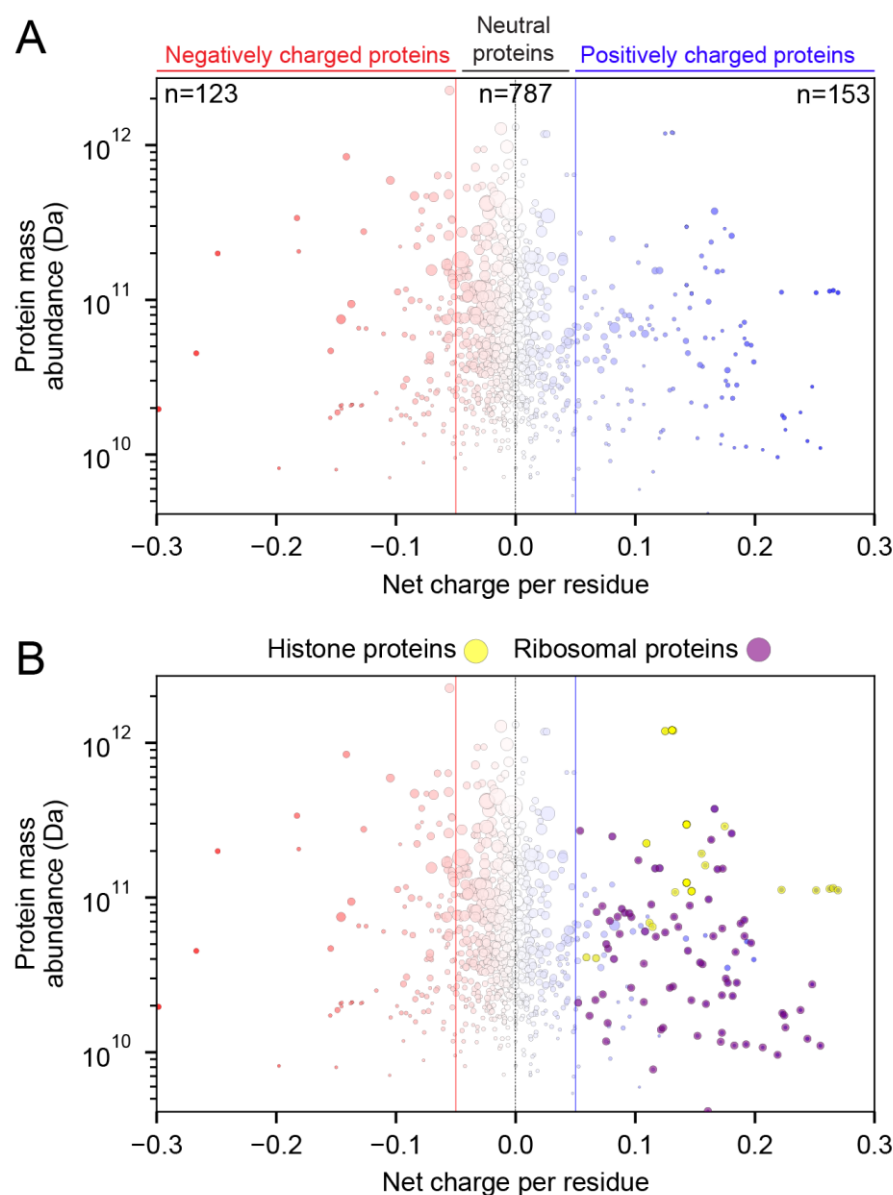 A
Negatively charged proteins
Neutral
proteins
Positively charged proteins
n=123
n=787
n=153
10¹²
10¹¹
10¹⁰
Protein mass
abundance (Da)
−0.3 −0.2 −0.1 0.0 0.1 0.2 0.3
Net charge per residue
B
Histone proteins Ribosomal proteins
10¹²
10¹¹
10¹⁰
Protein mass
abundance (Da)
−0.3 −0.2 −0.1 0.0 0.1 0.2 0.3
Net charge per residue